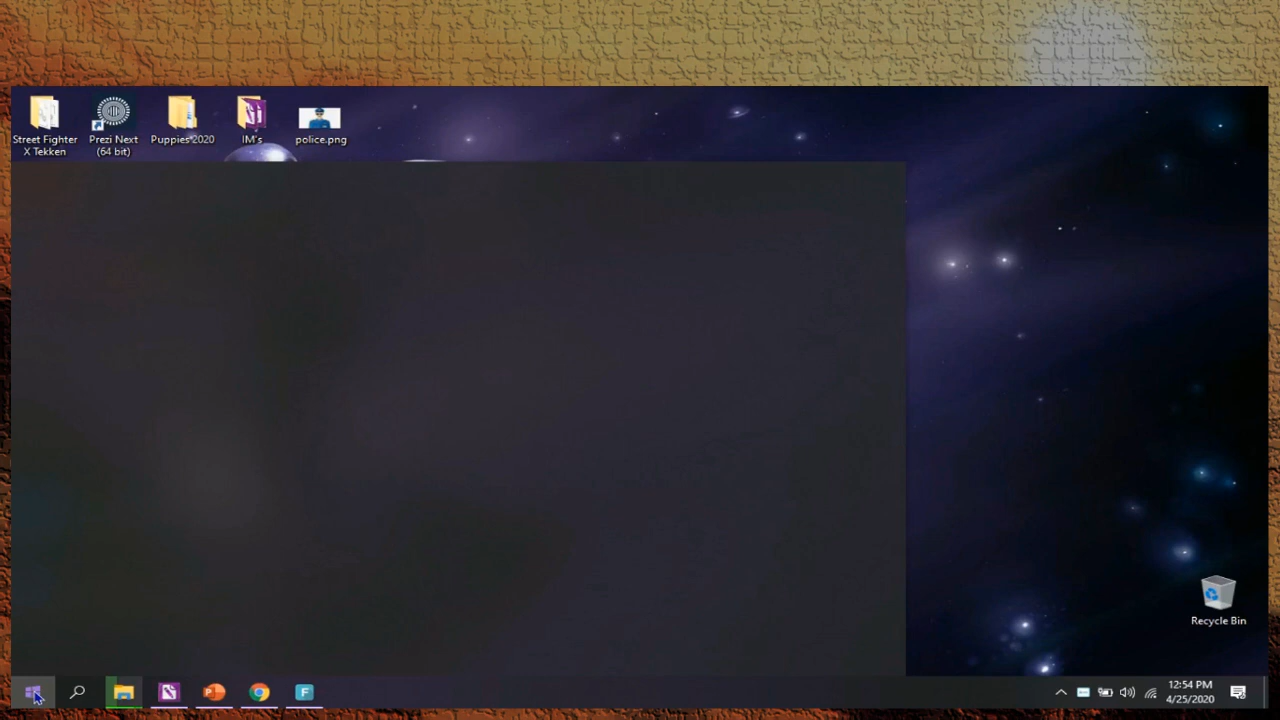 Street Fighter
X Tekken
Prezi Next
(64 bit)
Puppies 2020
IM's
police.png
Recycle Bin
P
F
12:54 PM
4/25/2020